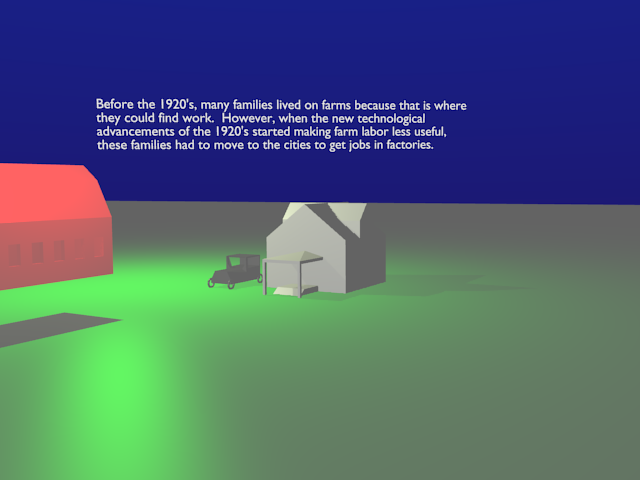 Before the 1920's, many families lived on farms because that is where
they could find work.  However, when the new technological
advancements of the 1920's started making farm labor less useful,
these families had to move to the cities to get jobs in factories.